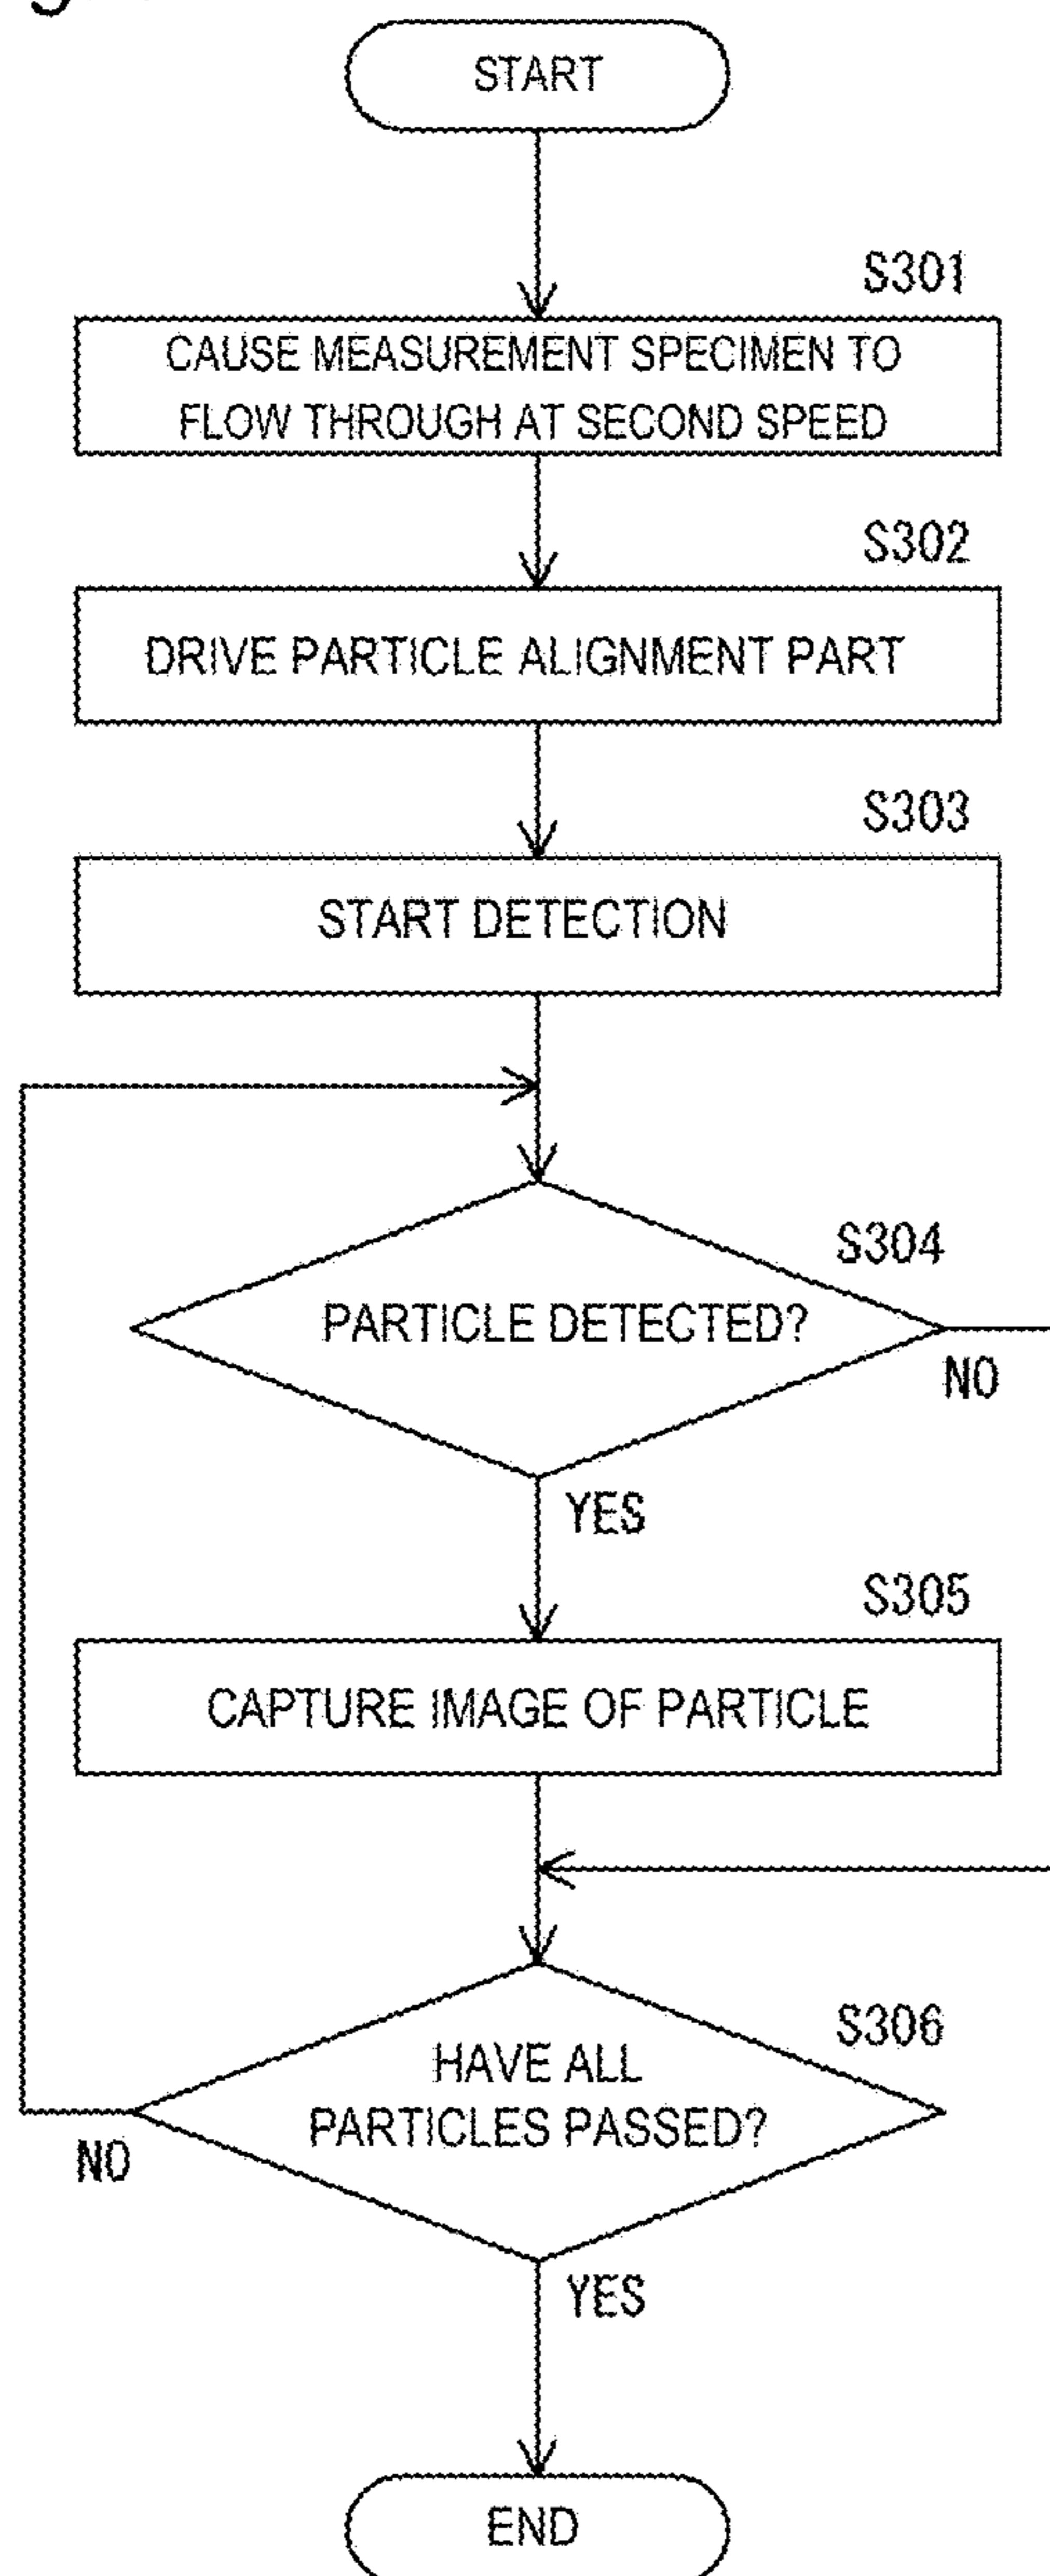 START
S301
CAUSE MEASUREMENT SPECIMEN TO
FLOW THROUGH AT SECOND SPEED
S302
DRIVE PARTICLE ALIGNMENT PART
S303
START DETECTION
S304
PARTICLE DETECTED?
NO
YES
S305
CAPTURE IMAGE OF PARTICLE
S306
HAVE ALL
PARTICLES PASSED?
NO
YES
END